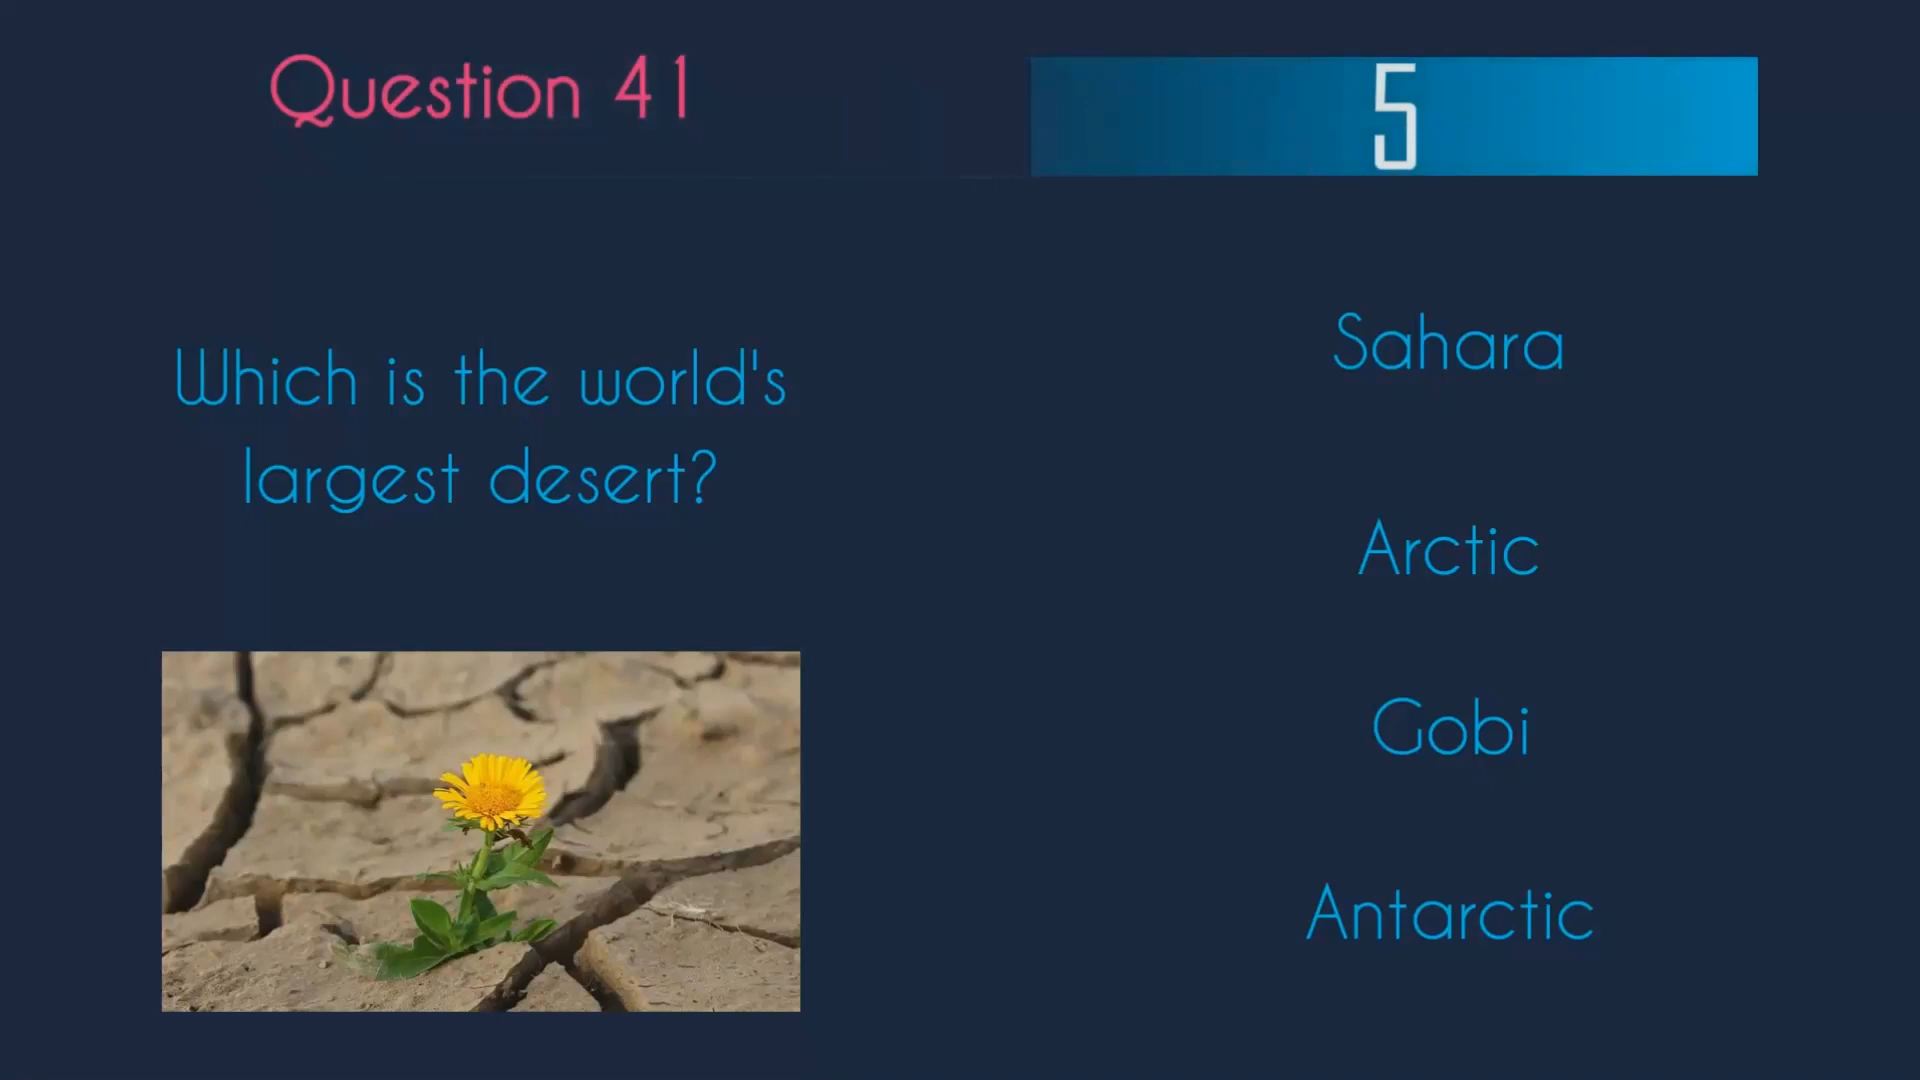 Question 41
5
Which is the world's
largest desert?
Sahara
Arctic
Gobi
Antarctic